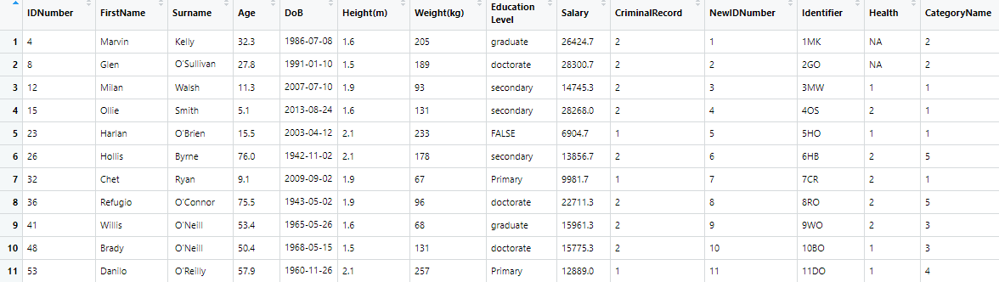 IDNumber FirstName Surname Age DoB Height(m) Weight(kg) Education Level Salary CriminalRecord NewIDNumber Identifier Health CategoryName
1 4 Marvin Kelly 32.3 1986-07-08 1.6 205 graduate 26424.7 2 1 1MK NA 2
2 8 Glen O'Sullivan 27.8 1991-01-10 1.5 189 doctorate 28300.7 2 2 2GO NA 2
3 12 Milan Walsh 11.3 2007-07-10 1.9 93 secondary 14745.3 2 3 3MW 1 1
4 15 Ollie Smith 5.1 2013-08-24 1.6 131 secondary 28268.0 2 4 4OS 2 1
5 23 Harlan O'Brien 15.5 2003-04-12 2.1 233 FALSE 6904.7 1 5 5HO 1 1
6 26 Hollis Byrne 76.0 1942-11-02 2.1 178 secondary 13856.7 2 6 6HB 2 5
7 32 Chet Ryan 9.1 2009-09-02 1.9 67 Primary 9981.7 1 7 7CR 2 1
8 36 Refugio O'Connor 75.5 1943-05-02 1.9 96 doctorate 22711.3 2 8 8RO 2 5
9 41 Willis O'Neill 53.4 1965-05-26 1.6 68 graduate 15961.3 2 9 9WO 2 3
10 48 Brady O'Neill 50.4 1968-05-15 1.5 131 doctorate 15775.3 2 10 10BO 1 3
11 53 Danilo O'Reilly 57.9 1960-11-26 2.1 257 Primary 12889.0 1 11 11DO 1 4